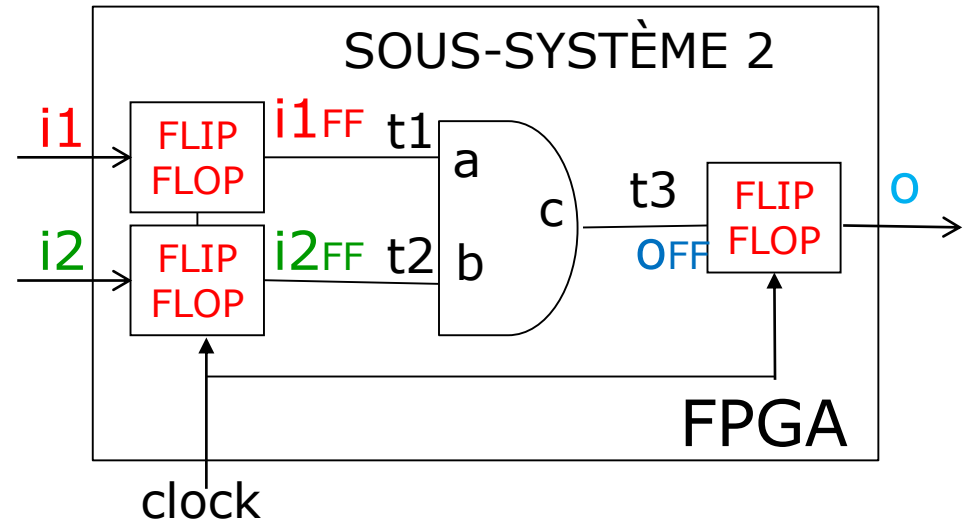 SOUS-SYSTÈME 2
i1
FLIP
FLOP
i1FF
t1
a
i2
FLIP
FLOP
i2FF
t2
b
c
t3
oFF
FLIP
FLOP
o
FPGA
clock